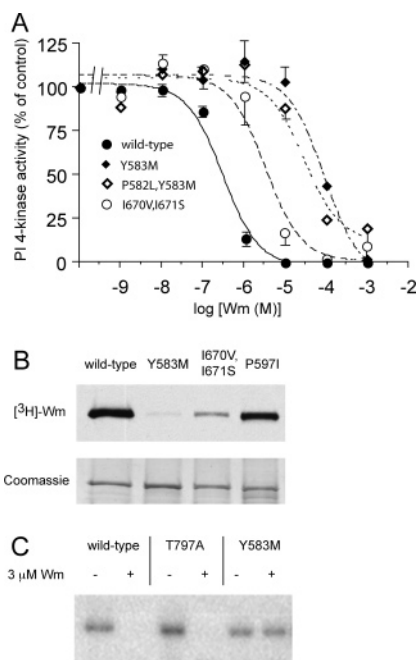 A
PI 4-kinase activity (% of control)
125
100
75
50
25
0
wild-type
Y583M
P582L,Y583M
I670V,I671S
-9 -8 -7 -6 -5 -4 -3 -2
log [Wm (M)]
B
wild-type Y583M I670V, I671S P597I
[³H]-Wm
Coomassie
C
wild-type T797A Y583M
3 μM Wm - + - + - +